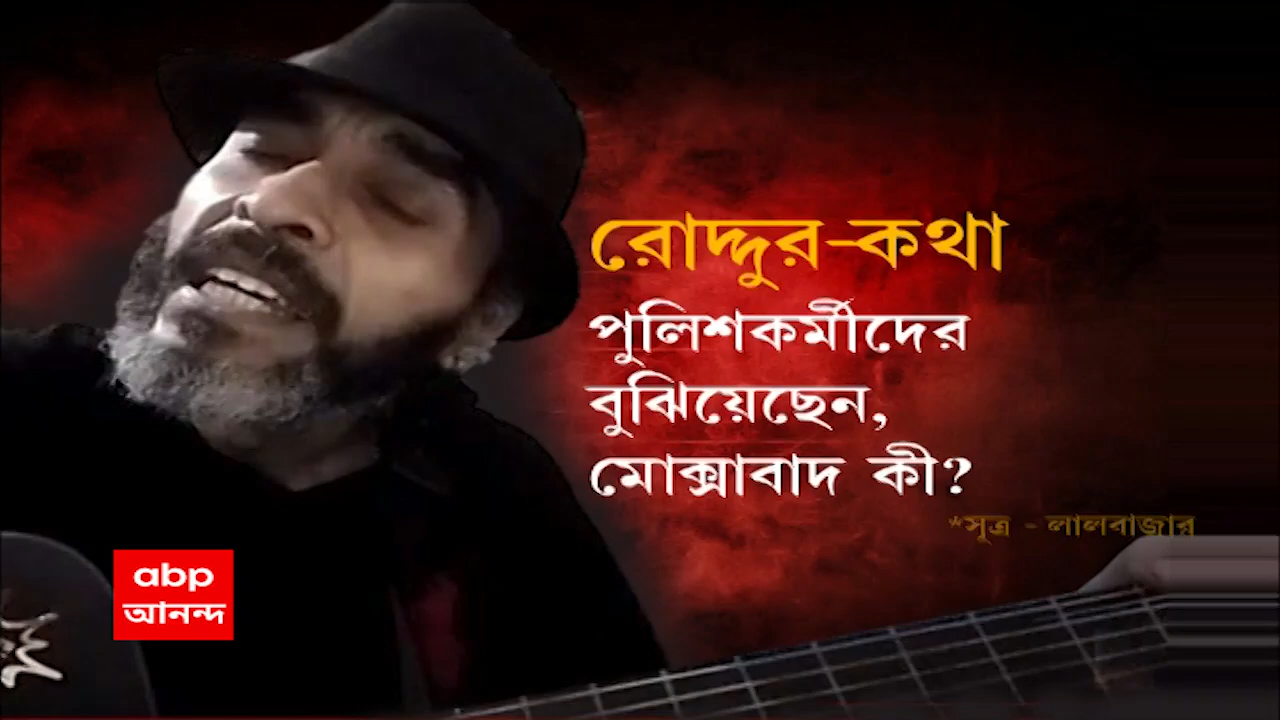 রোদ্দুর-কথা
পুলিশকর্মীদের
বুঝিয়েছেন,
মোক্সাবাদ কী?
*সূত্র - লালবাজার
abp
আনন্দ